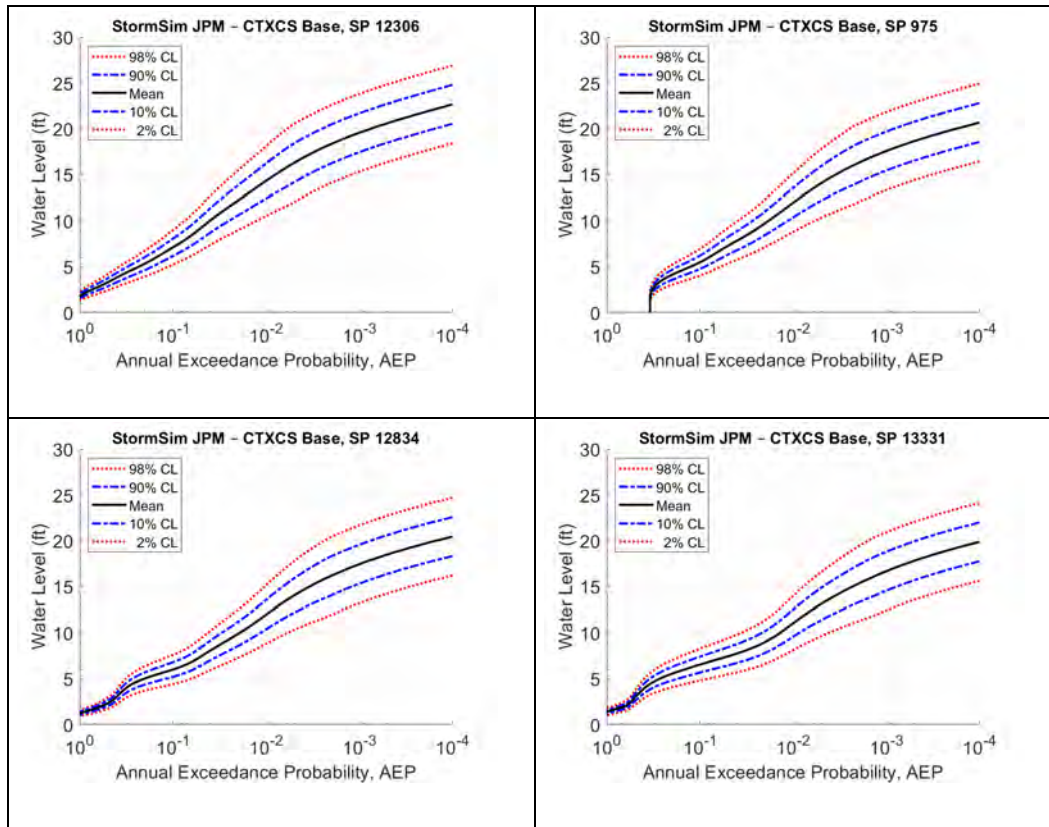 StormSim JPM – CTXCS Base, SP 12306
30
25
20
15
10
5
0
Water Level (ft)
98% CL
90% CL
Mean
10% CL
2% CL
10^0 10^-1 10^-2 10^-3 10^-4
Annual Exceedance Probability, AEP
StormSim JPM – CTXCS Base, SP 975
30
25
20
15
10
5
0
Water Level (ft)
98% CL
90% CL
Mean
10% CL
2% CL
10^0 10^-1 10^-2 10^-3 10^-4
Annual Exceedance Probability, AEP
StormSim JPM – CTXCS Base, SP 12834
30
25
20
15
10
5
0
Water Level (ft)
98% CL
90% CL
Mean
10% CL
2% CL
10^0 10^-1 10^-2 10^-3 10^-4
Annual Exceedance Probability, AEP
StormSim JPM – CTXCS Base, SP 13331
30
25
20
15
10
5
0
Water Level (ft)
98% CL
90% CL
Mean
10% CL
2% CL
10^0 10^-1 10^-2 10^-3 10^-4
Annual Exceedance Probability, AEP